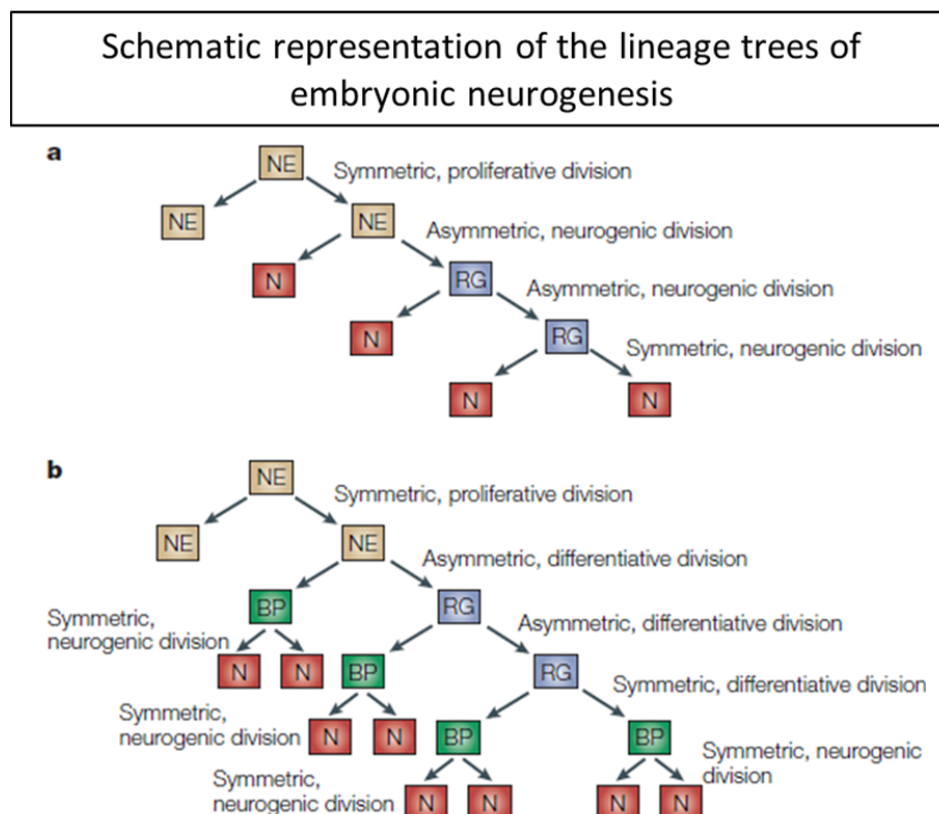 Schematic representation of the lineage trees of
embryonic neurogenesis
a
NE
Symmetric, proliferative division
NE
NE
Asymmetric, neurogenic division
N
RG
Asymmetric, neurogenic division
N
RG
Symmetric, neurogenic division
N
N
b
NE
Symmetric, proliferative division
NE
NE
Asymmetric, differentiative division
BP
RG
Symmetric,
neurogenic division
Asymmetric, differentiative division
N
N
BP
RG
Symmetric, differentiative division
Symmetric,
neurogenic division
N
N
BP
BP
Symmetric, neurogenic
division
Symmetric,
neurogenic division
N
N
N
N